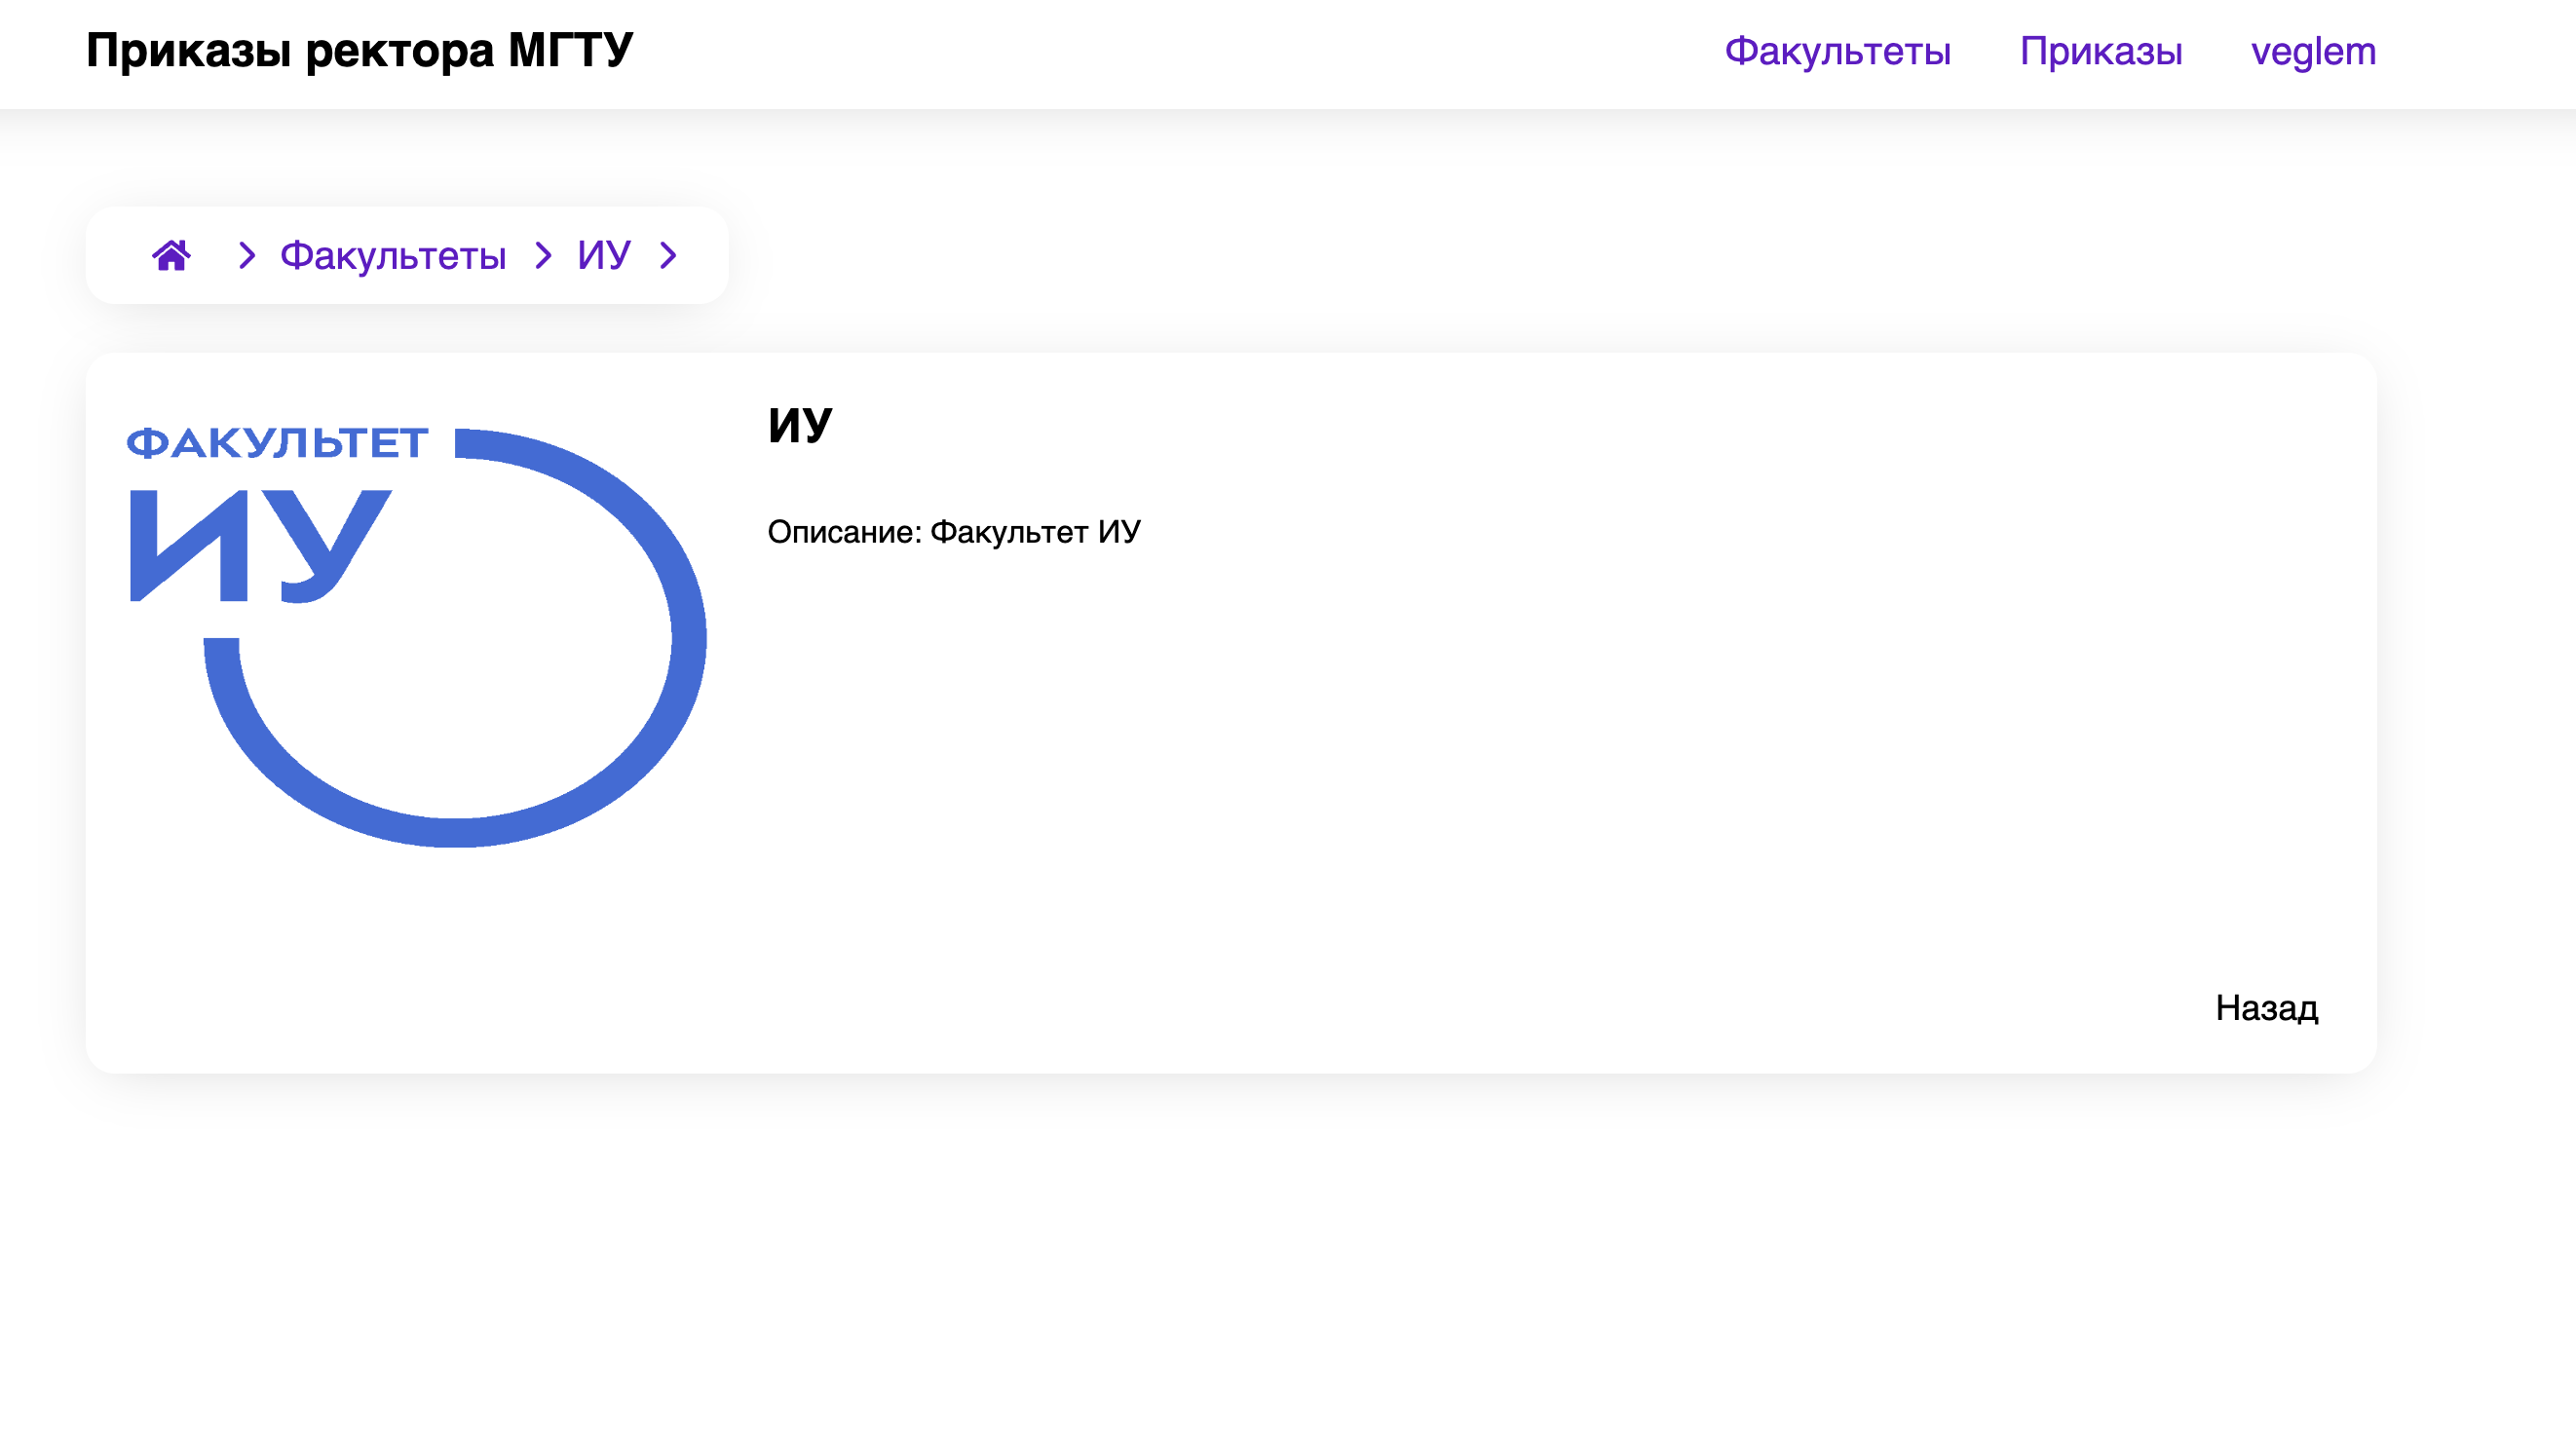 Приказы ректора МГТУ
Факультеты Приказы veglem
Факультеты ИУ
ФАКУЛЬТЕТ
ИУ
ИУ
Описание: Факультет ИУ
Назад